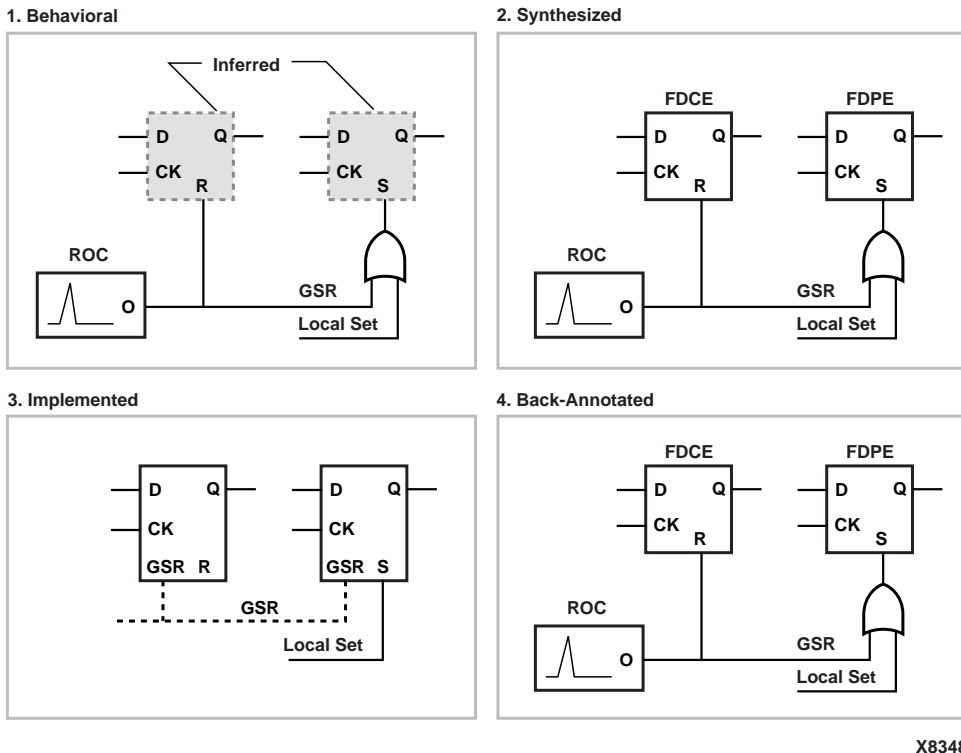 1. Behavioral
Inferred
D Q
CK
R
D Q
CK
S
ROC
O
GSR
Local Set
2. Synthesized
FDCE
FDPE
D Q
CK
R
D Q
CK
S
ROC
O
GSR
Local Set
3. Implemented
D Q
CK
GSR R
D Q
CK
GSR S
GSR
Local Set
4. Back-Annotated
FDCE
FDPE
D Q
CK
R
D Q
CK
S
ROC
O
GSR
Local Set
X8348